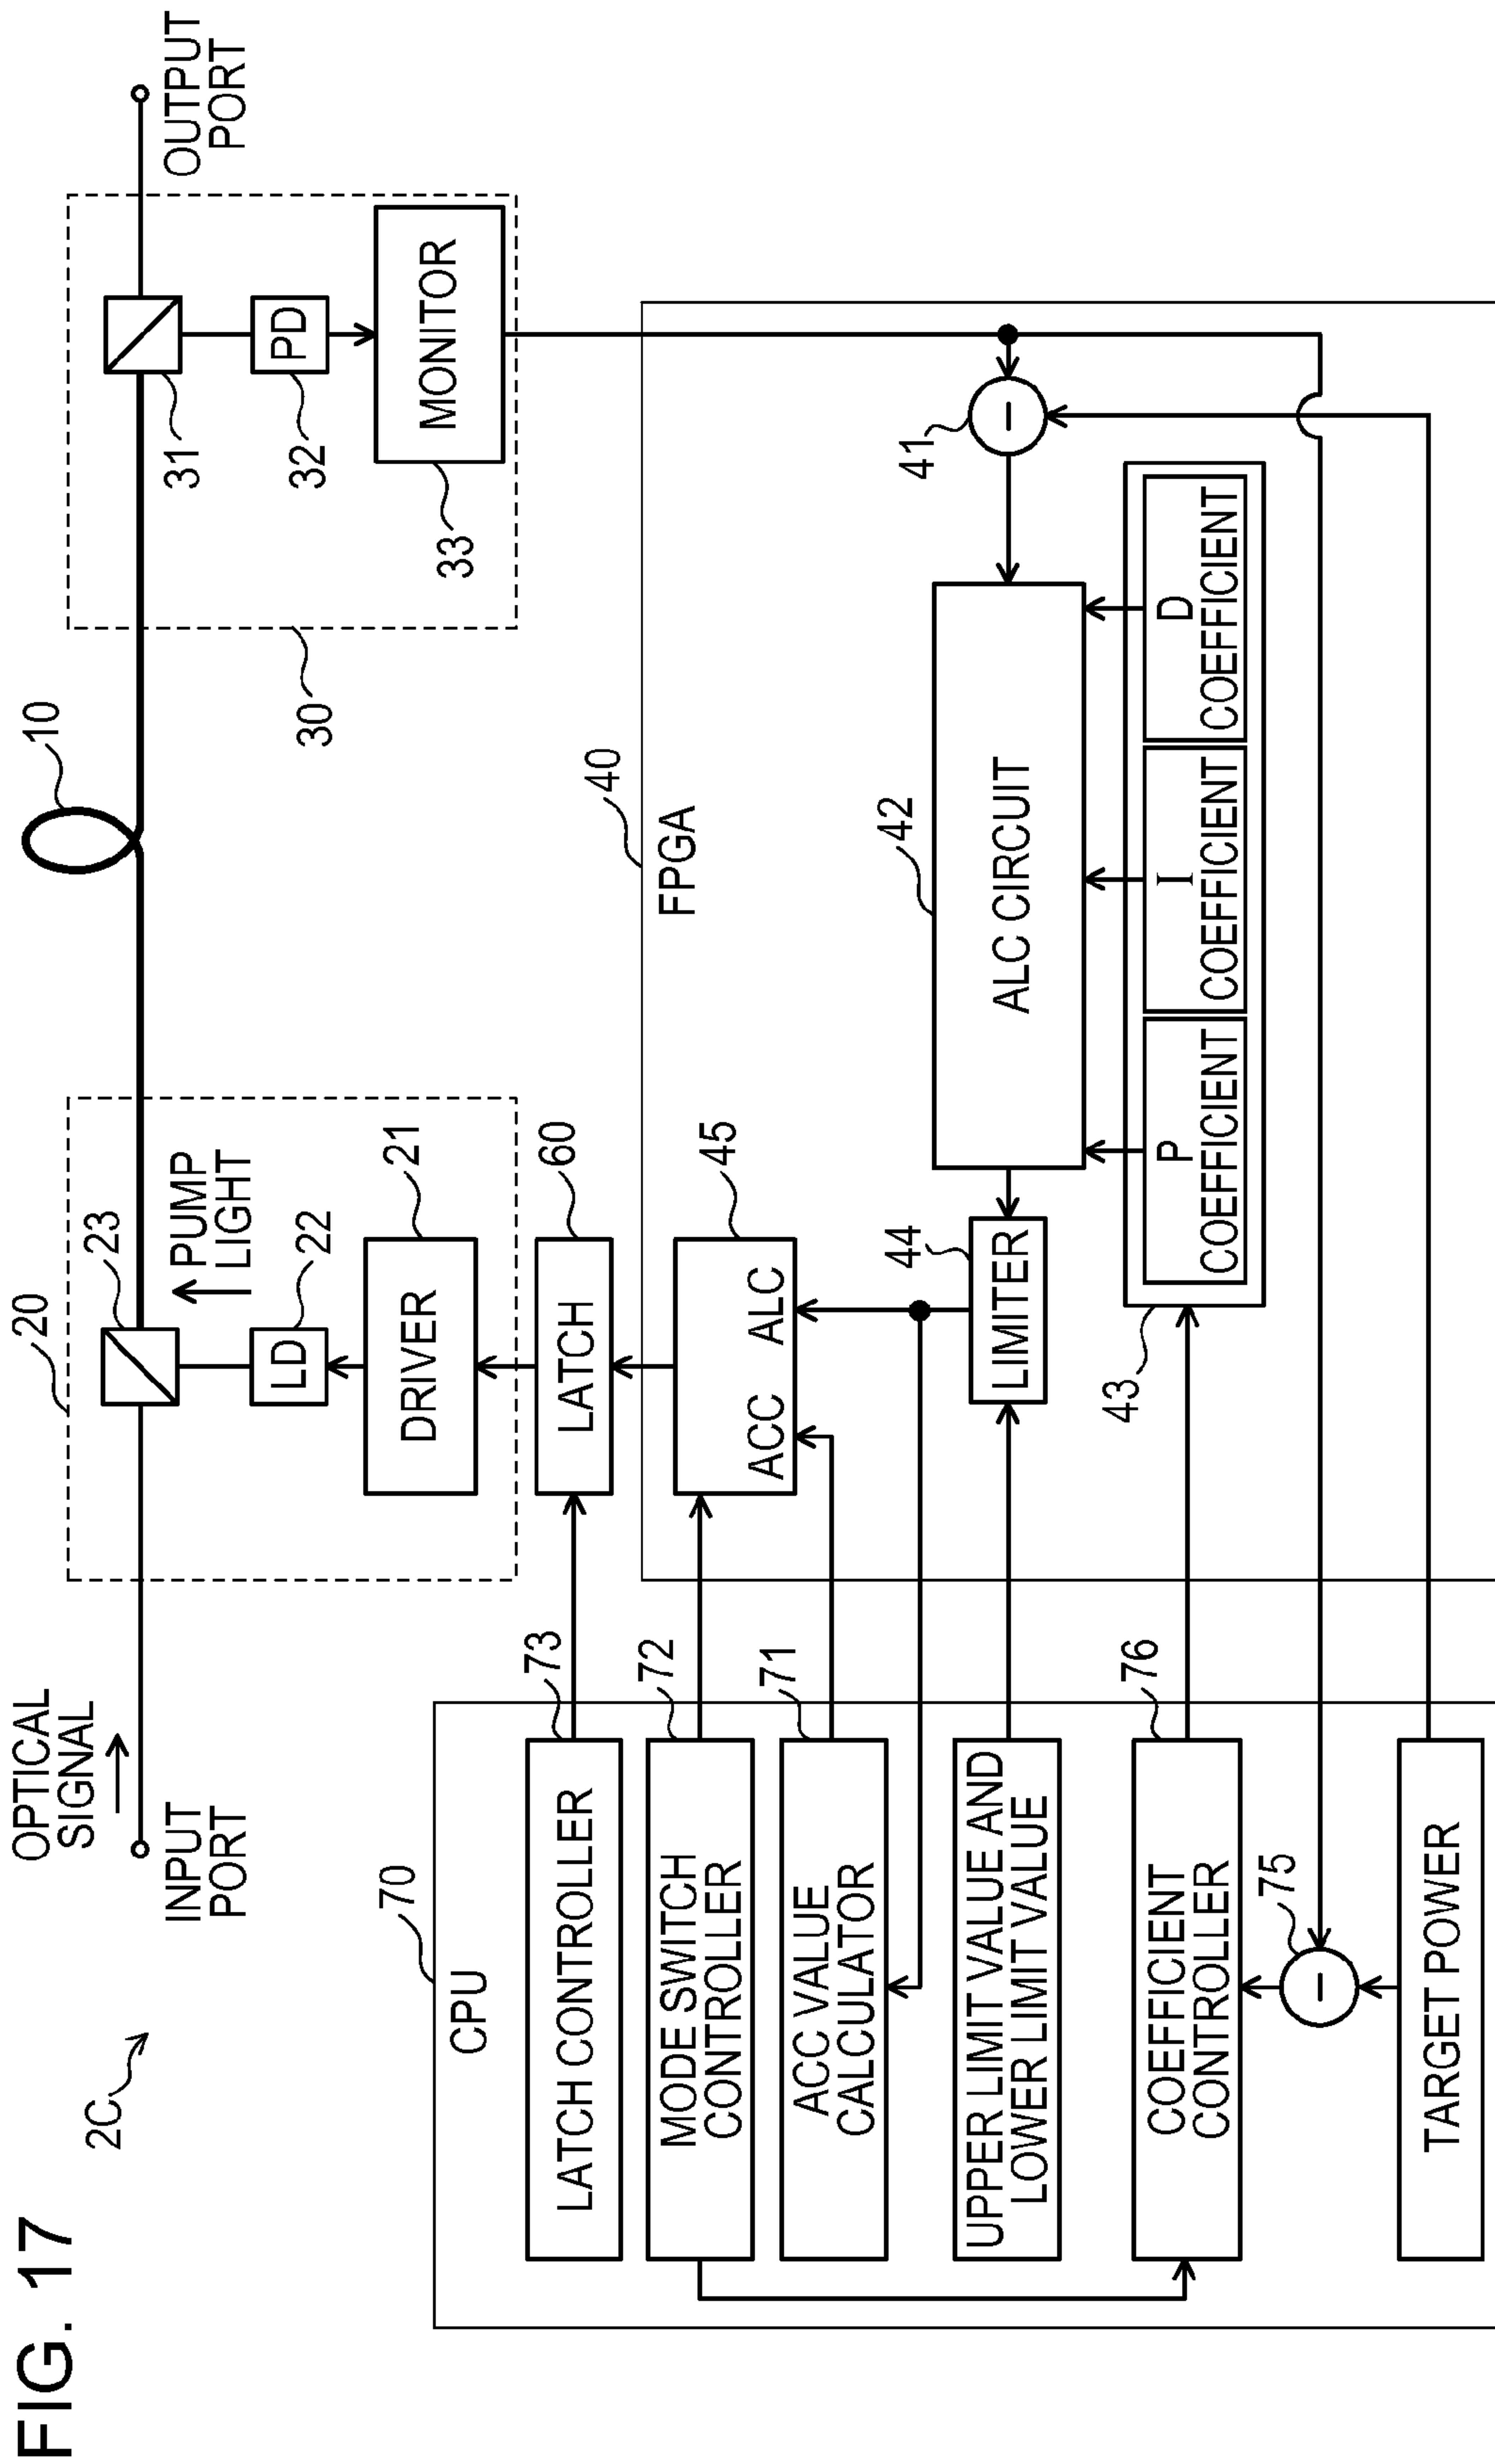 FIG. 17
2C
OPTICAL
SIGNAL
INPUT
PORT
20
23
PUMP
LIGHT
LD
22
DRIVER
21
10
30
31
PD
32
MONITOR
33
OUTPUT
PORT
LATCH
60
40
FPGA
45
ACC
ALC
LIMITER
44
ALC CIRCUIT
42
41
–
43
P
COEFFICIENT
I
COEFFICIENT
D
COEFFICIENT
70
CPU
LATCH CONTROLLER
73
MODE SWITCH
CONTROLLER
72
ACC VALUE
CALCULATOR
71
UPPER LIMIT VALUE AND
LOWER LIMIT VALUE
COEFFICIENT
CONTROLLER
76
–
75
TARGET POWER